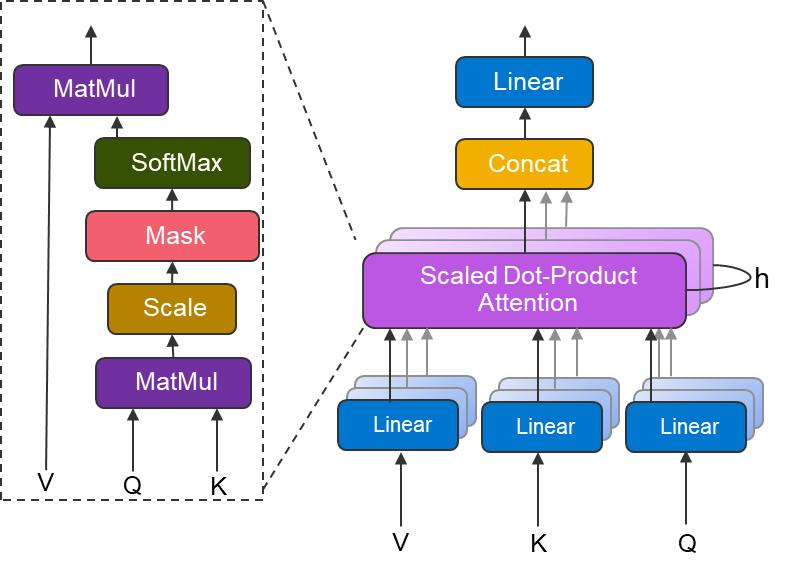 MatMul
SoftMax
Mask
Scale
MatMul
V
Q
K
Linear
Concat
Scaled Dot-Product
Attention
h
Linear
Linear
Linear
V
K
Q